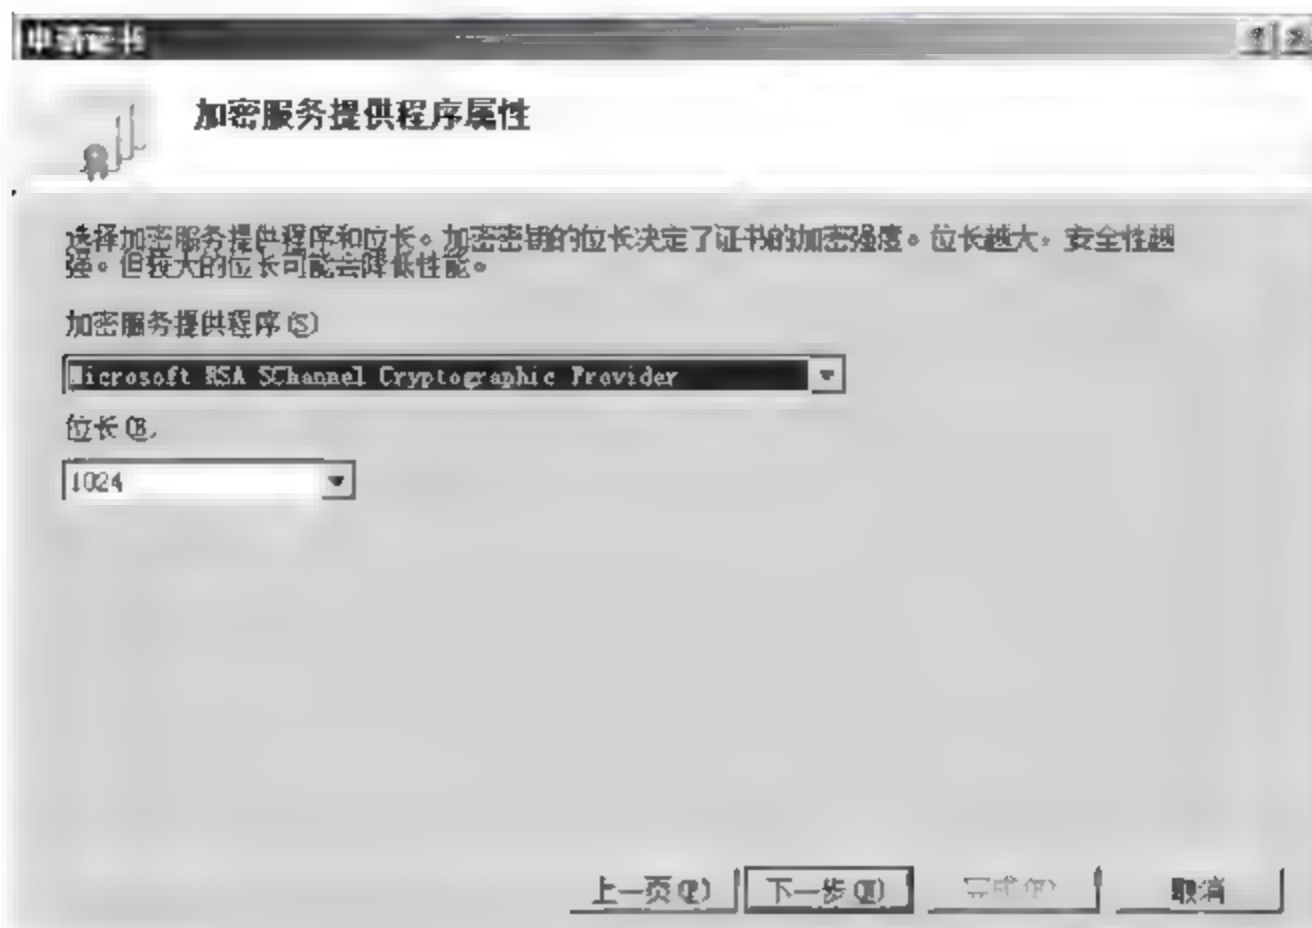 申请证书
加密服务提供程序属性
选择加密服务提供程序和位长。加密密钥的位长决定了证书的加密强度。位长越大，安全性越
强。但较大的位长可能会降低性能。
加密服务提供程序(S)
Microsoft RSA SChannel Cryptographic Provider
位长(B)
1024
上一页(P) 下一步(N) 完成(F) 取消